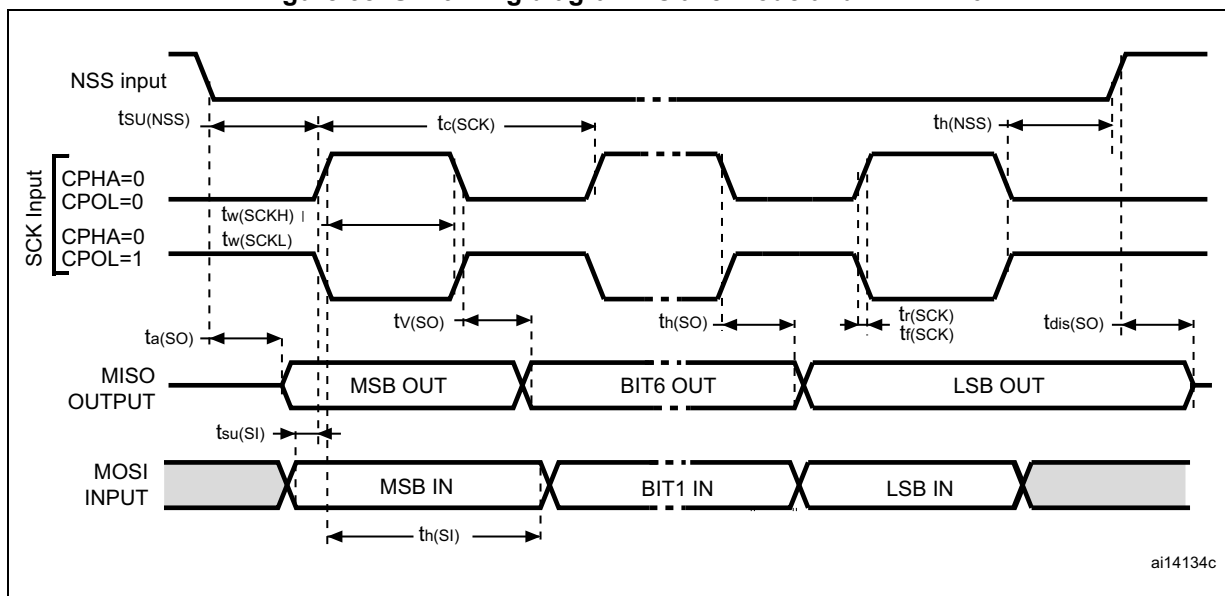 NSS input
tSU(NSS)
tc(SCK)
th(NSS)
SCK Input
CPHA=0
CPOL=0
tw(SCKH)
CPHA=0
tw(SCKL)
CPOL=1
tV(SO)
th(SO)
tr(SCK)
tf(SCK)
tdis(SO)
ta(SO)
MISO
OUTPUT
MSB OUT
BIT6 OUT
LSB OUT
tsu(SI)
MOSI
INPUT
MSB IN
BIT1 IN
LSB IN
th(SI)
ai14134c